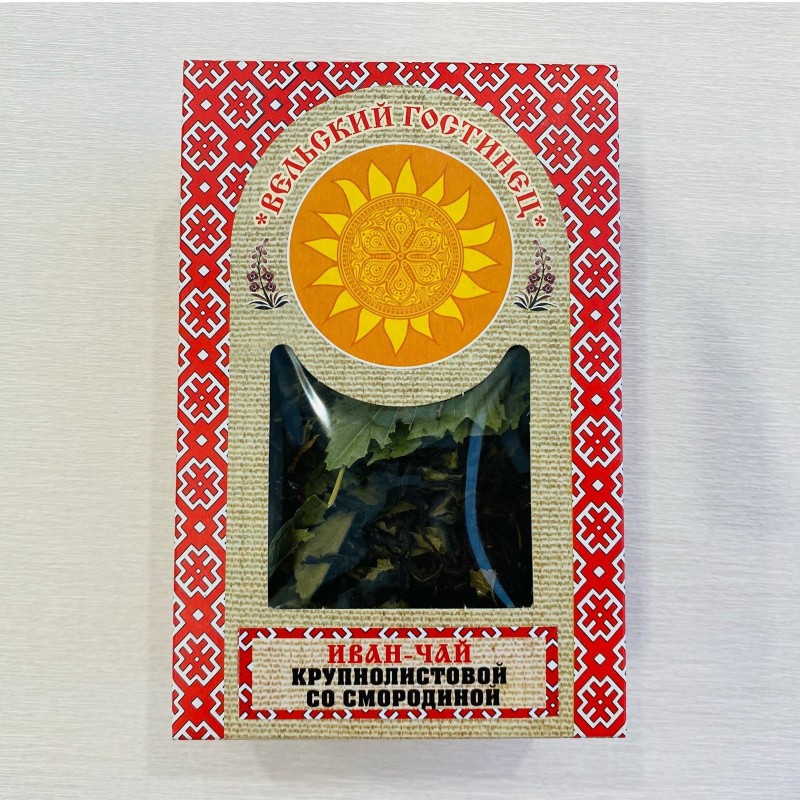 *ВЕЛЬСКИЙ ГОСТИНЕЦ*
ИВАН-ЧАЙ
КРУПНОЛИСТОВОЙ
СО СМОРОДИНОЙ